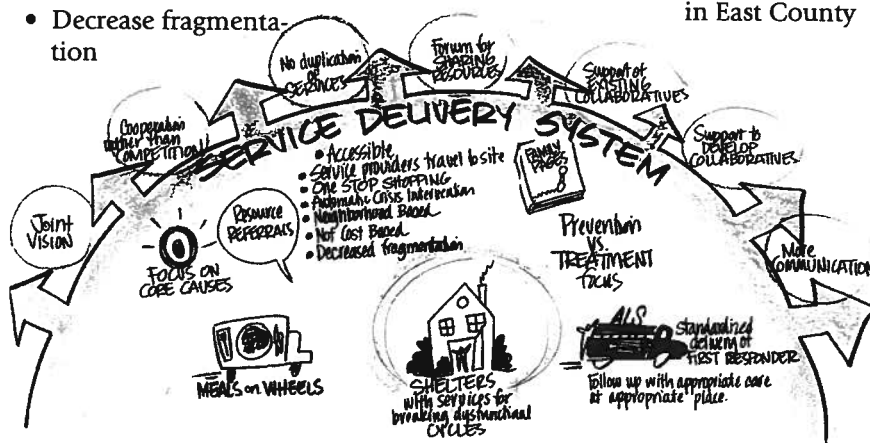 • Decrease fragmenta-
tion
in East County
Joint
VISION
Cooperation
rather than
COMPETITION
No duplication
of
SERVICES
Forum for
SHARING
RESOURCES
Support of
EXISTING
COLLABORATIVES
Support to
DEVELOP
COLLABORATIVES
More
COMMUNICATION
SERVICE DELIVERY SYSTEM
• Accessible
• Service providers travel to site
• One STOP SHOPPING
• Automatic Crisis Intervention
• Neighborhood Based
• Not Cost Based
• Decreased fragmentation
FAMILY
PAGES
Resource
REFERRALS
FOCUS ON
CORE CAUSES
Prevention
vs.
TREATMENT
focus
MEALS on WHEELS
SHELTERS
with services for
breaking dysfunctional
CYCLES
ALS
standardized
delivery of
FIRST RESPONDER
Follow up with appropriate care
at appropriate place.